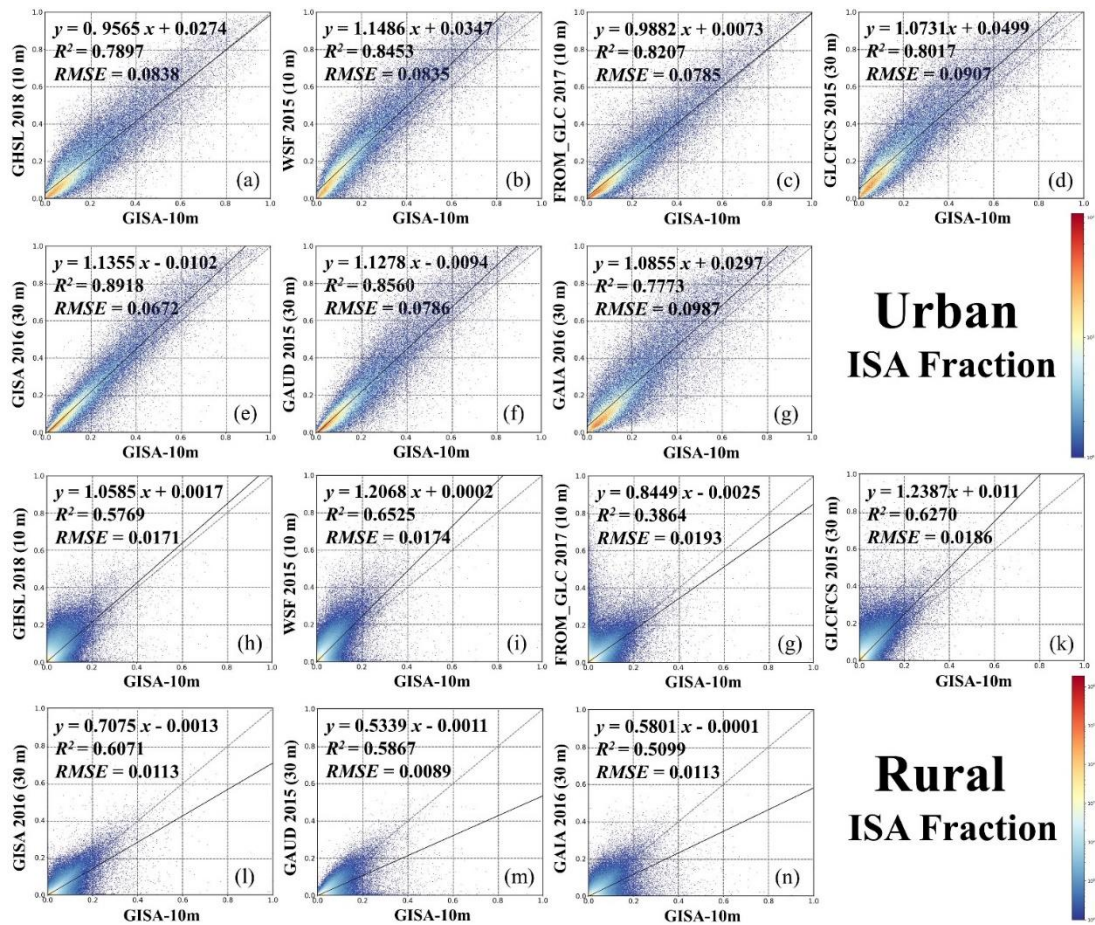 y = 0. 9565 x + 0.0274
R² = 0.7897
RMSE = 0.0838
GHSL 2018 (10 m)
(a)
GISA-10m
y = 1.1486 x + 0.0347
R² = 0.8453
RMSE = 0.0835
WSF 2015 (10 m)
(b)
GISA-10m
y = 0.9882 x + 0.0073
R² = 0.8207
RMSE = 0.0785
FROM_GLC 2017 (10 m)
(c)
GISA-10m
y = 1.0731 x + 0.0499
R² = 0.8017
RMSE = 0.0907
GLCFCS 2015 (30 m)
(d)
GISA-10m
y = 1.1355 x - 0.0102
R² = 0.8918
RMSE = 0.0672
GISA 2016 (30 m)
(e)
GISA-10m
y = 1.1278 x - 0.0094
R² = 0.8560
RMSE = 0.0786
GAUD 2015 (30 m)
(f)
GISA-10m
y = 1.0855 x + 0.0297
R² = 0.7773
RMSE = 0.0987
GAIA 2016 (30 m)
(g)
GISA-10m
Urban
ISA Fraction
y = 1.0585 x + 0.0017
R² = 0.5769
RMSE = 0.0171
GHSL 2018 (10 m)
(h)
GISA-10m
y = 1.2068 x + 0.0002
R² = 0.6525
RMSE = 0.0174
WSF 2015 (10 m)
(i)
GISA-10m
y = 0.8449 x - 0.0025
R² = 0.3864
RMSE = 0.0193
FROM_GLC 2017 (10 m)
(g)
GISA-10m
y = 1.2387x + 0.011
R² = 0.6270
RMSE = 0.0186
GLCFCS 2015 (30 m)
(k)
GISA-10m
y = 0.7075 x - 0.0013
R² = 0.6071
RMSE = 0.0113
GISA 2016 (30 m)
(l)
GISA-10m
y = 0.5339 x - 0.0011
R² = 0.5867
RMSE = 0.0089
GAUD 2015 (30 m)
(m)
GISA-10m
y = 0.5801 x - 0.0001
R² = 0.5099
RMSE = 0.0113
GAIA 2016 (30 m)
(n)
GISA-10m
Rural
ISA Fraction